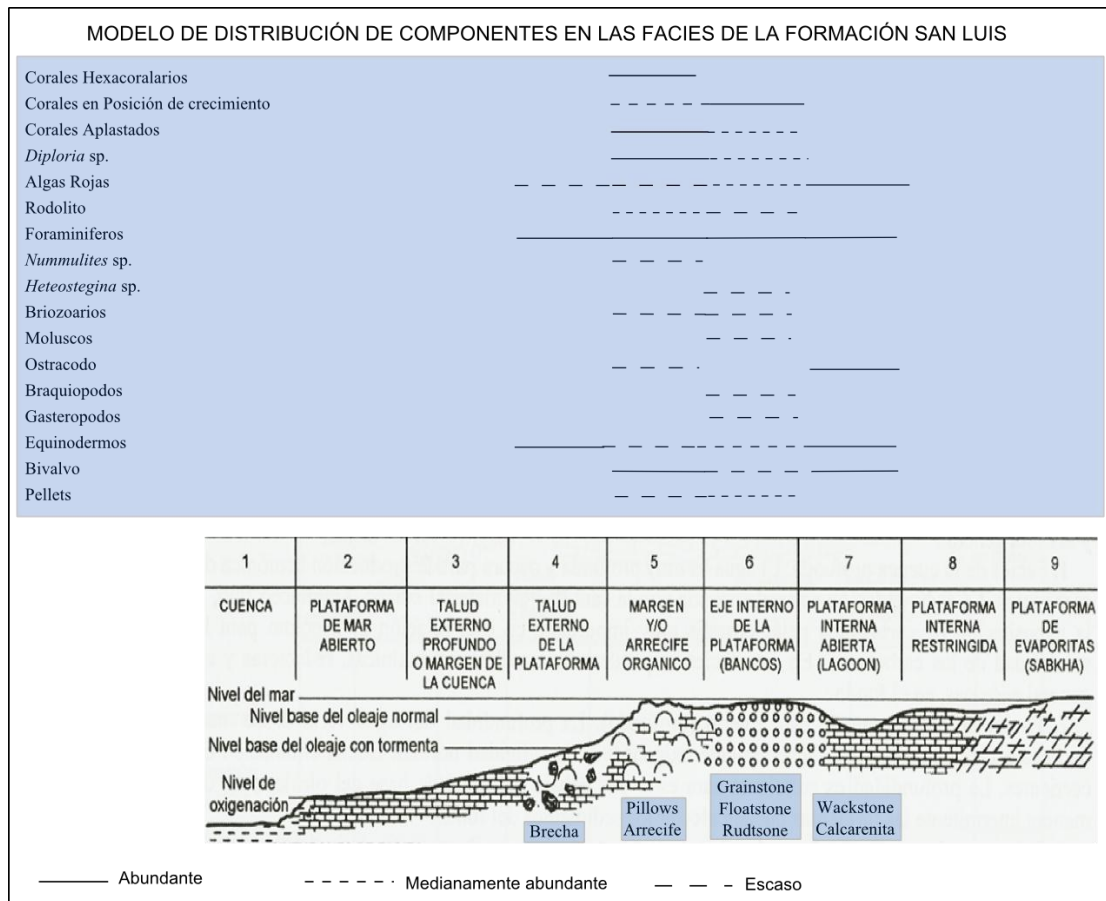 MODELO DE DISTRIBUCIÓN DE COMPONENTES EN LAS FACIES DE LA FORMACIÓN SAN LUIS
Corales Hexacoralarios
Corales en Posición de crecimiento
Corales Aplastados
Diploria sp.
Algas Rojas
Rodolito
Foraminiferos
Nummulites sp.
Heteostegina sp.
Briozoarios
Moluscos
Ostracodo
Braquiopodos
Gasteropodos
Equinodermos
Bivalvo
Pellets
1 2 3 4 5 6 7 8 9
CUENCA
PLATAFORMA
DE MAR
ABIERTO
TALUD
EXTERNO
PROFUNDO
O MARGEN DE
LA CUENCA
TALUD
EXTERNO
DE LA
PLATAFORMA
MARGEN
Y/O
ARRECIFE
ORGANICO
EJE INTERNO
DE LA
PLATAFORMA
(BANCOS)
PLATAFORMA
INTERNA
ABIERTA
(LAGOON)
PLATAFORMA
INTERNA
RESTRINGIDA
PLATAFORMA
DE
EVAPORITAS
(SABKHA)
Nivel del mar
Nivel base del oleaje normal
Nivel base del oleaje con tormenta
Nivel de
oxigenación
Brecha
Pillows
Arrecife
Grainstone
Floatstone
Rudtsone
Wackstone
Calcarenita
Abundante
Medianamente abundante
Escaso